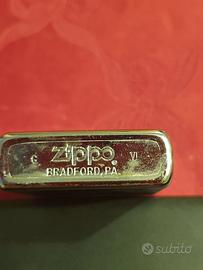 G Zippo VI
BRADFORD, PA.
subito